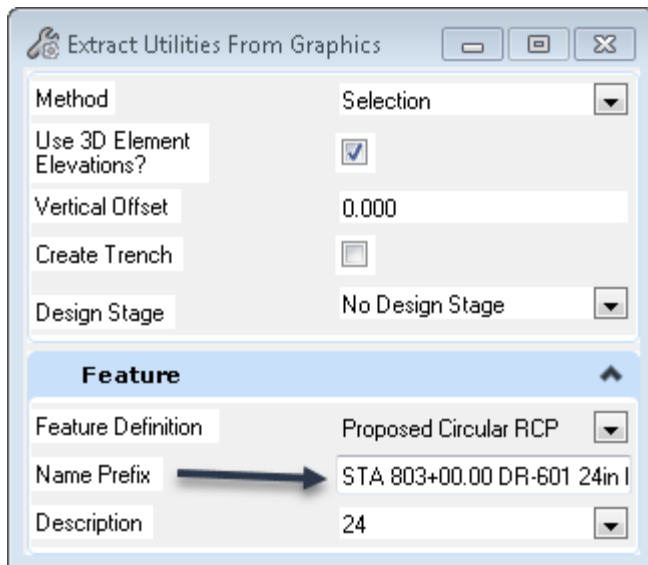 Extract Utilities From Graphics
Method Selection
Use 3D Element
Elevations?
Vertical Offset 0.000
Create Trench
Design Stage No Design Stage
Feature
Feature Definition Proposed Circular RCP
Name Prefix STA 803+00.00 DR-601 24in
Description 24